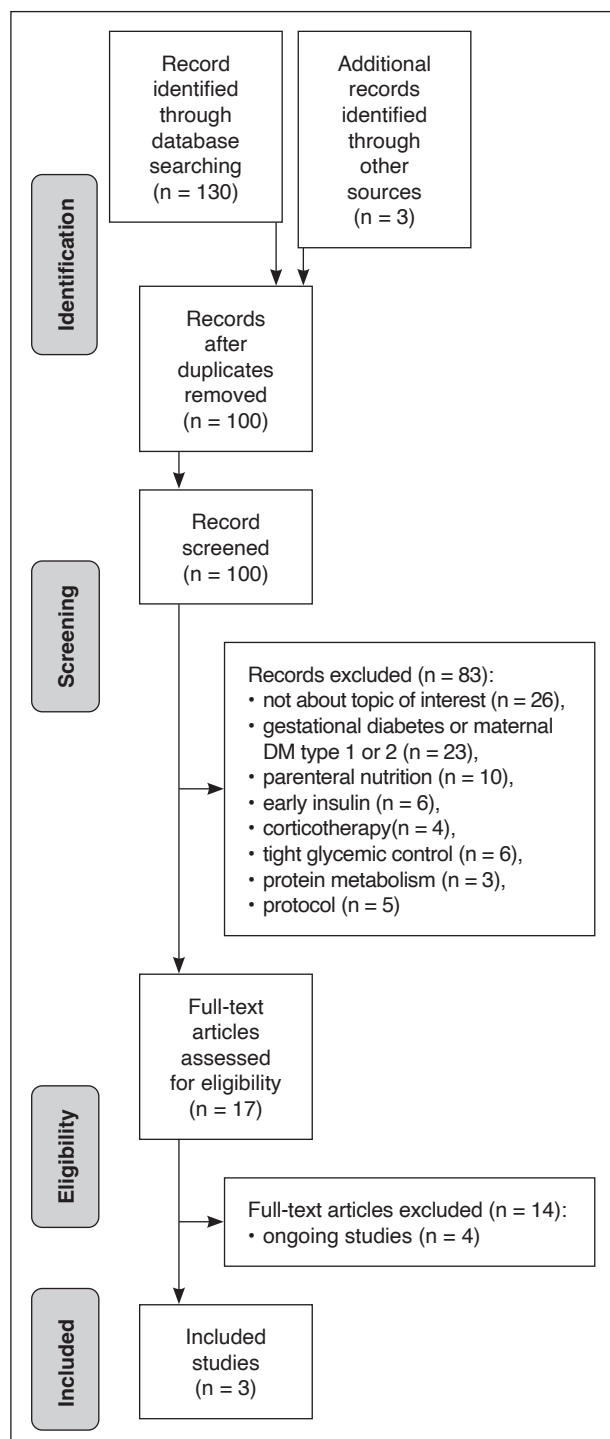 Record
identified
through
database
searching
(n = 130)
Additional
records
identified
through
other
sources
(n = 3)
Identification
Records
after
duplicates
removed
(n = 100)
Record
screened
(n = 100)
Screening
Records excluded (n = 83):
• not about topic of interest (n = 26),
• gestational diabetes or maternal
DM type 1 or 2 (n = 23),
• parenteral nutrition (n = 10),
• early insulin (n = 6),
• corticotherapy(n = 4),
• tight glycemic control (n = 6),
• protein metabolism (n = 3),
• protocol (n = 5)
Full-text
articles
assessed
for eligibility
(n = 17)
Eligibility
Full-text articles excluded (n = 14):
• ongoing studies (n = 4)
Included
Included
studies
(n = 3)